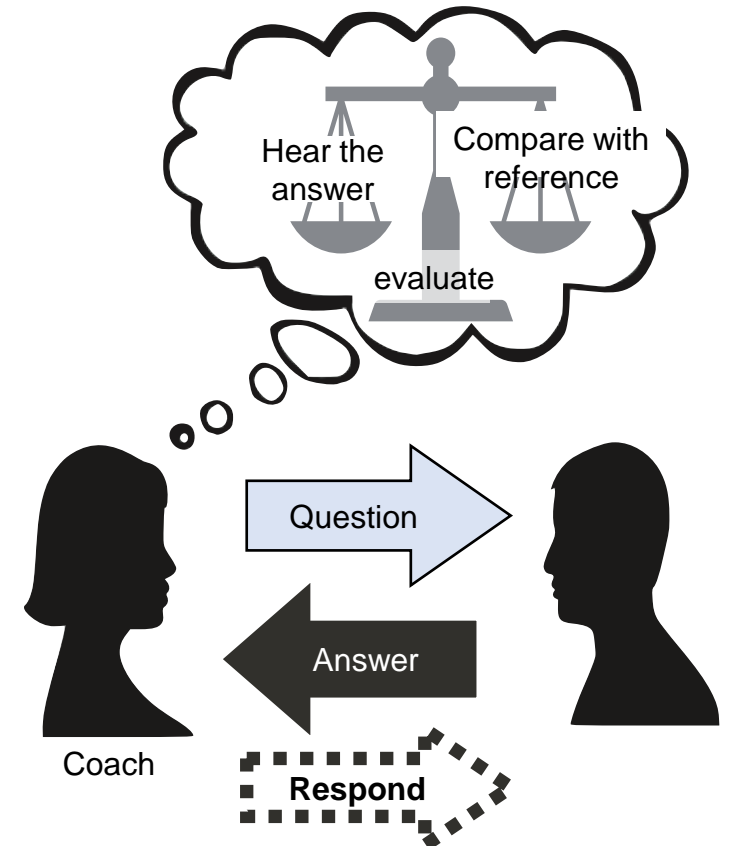 Hear the
answer
Compare with
reference
evaluate
Question
Answer
Coach
Respond